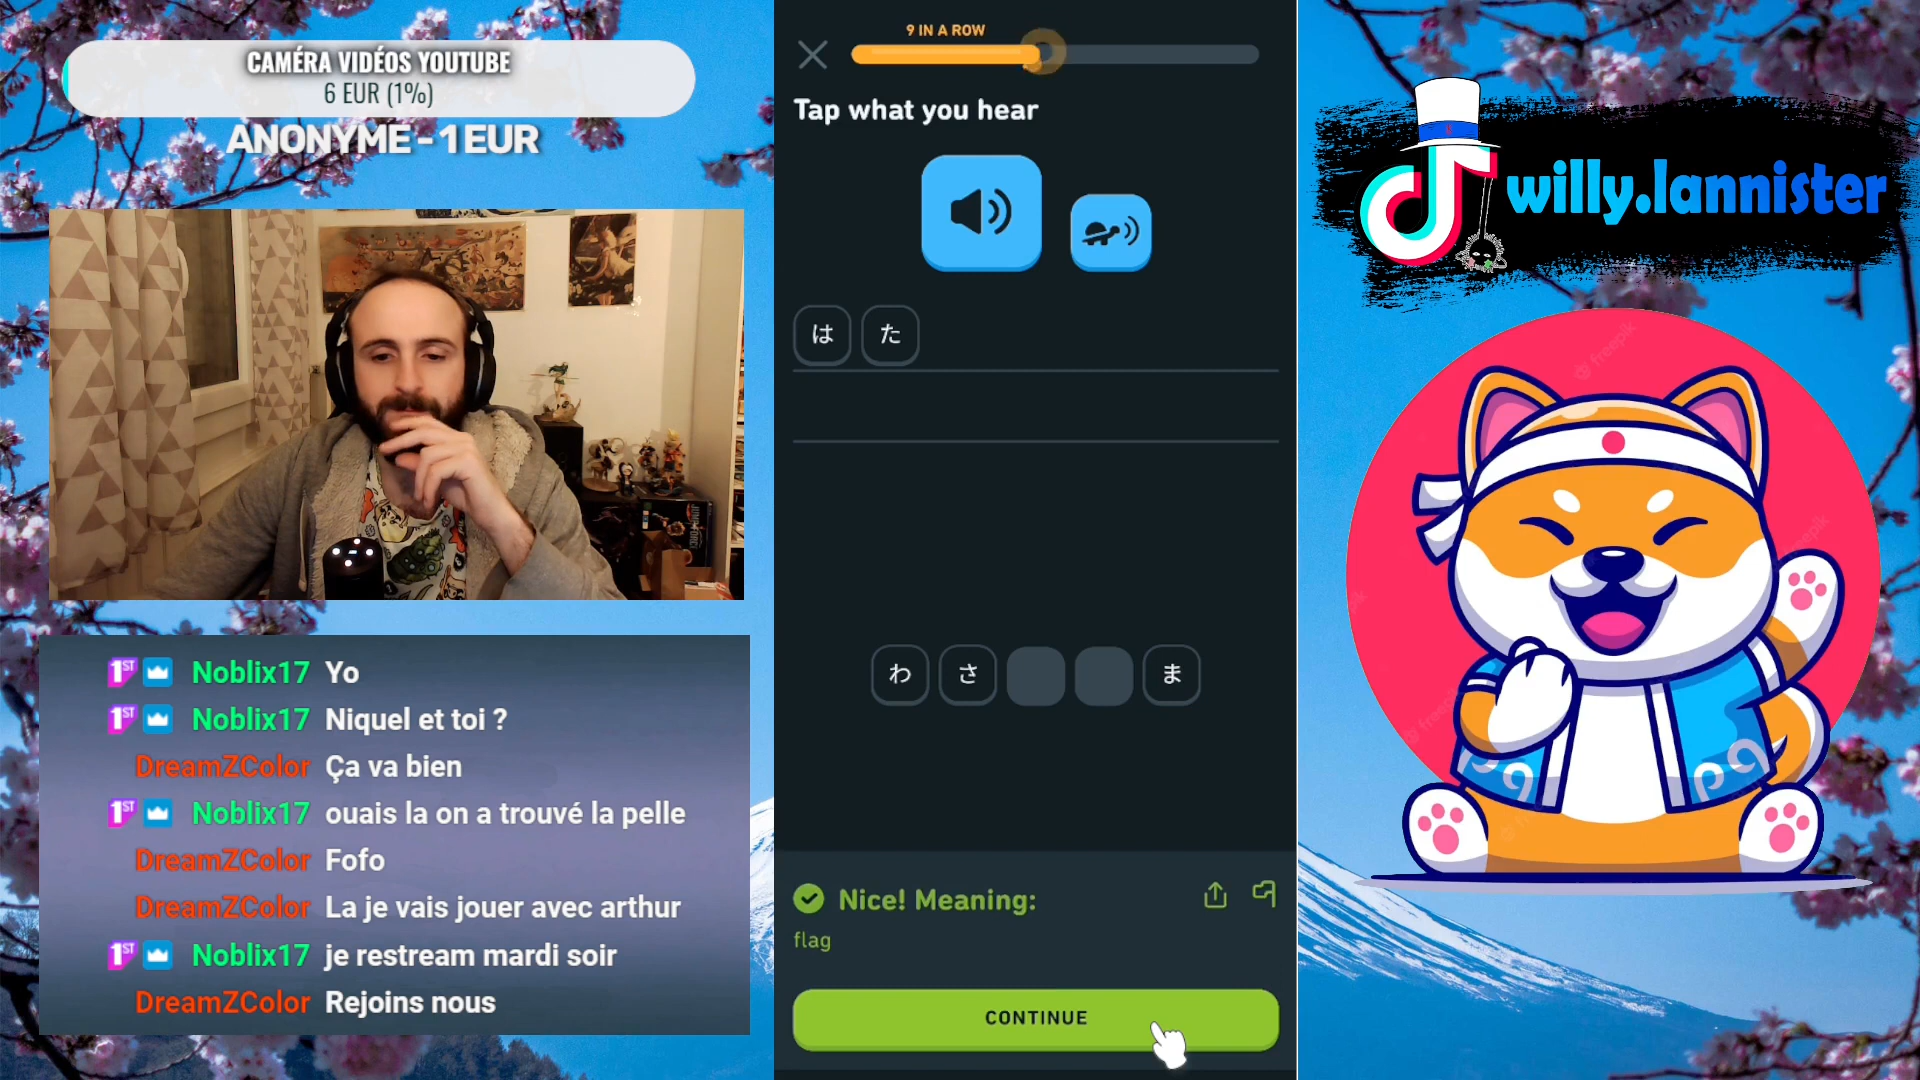 CAMÉRA VIDÉOS YOUTUBE
6 EUR (1%)
ANONYME - 1 EUR
Noblix17 Yo
Noblix17 Niquel et toi ?
DreamZColor Ça va bien
Noblix17 ouais la on a trouvé la pelle
DreamZColor Fofo
DreamZColor La je vais jouer avec arthur
Noblix17 je restream mardi soir
DreamZColor Rejoins nous
9 IN A ROW
Tap what you hear
は た
わ さ ま
Nice! Meaning:
flag
CONTINUE
willy.lannister
freepik